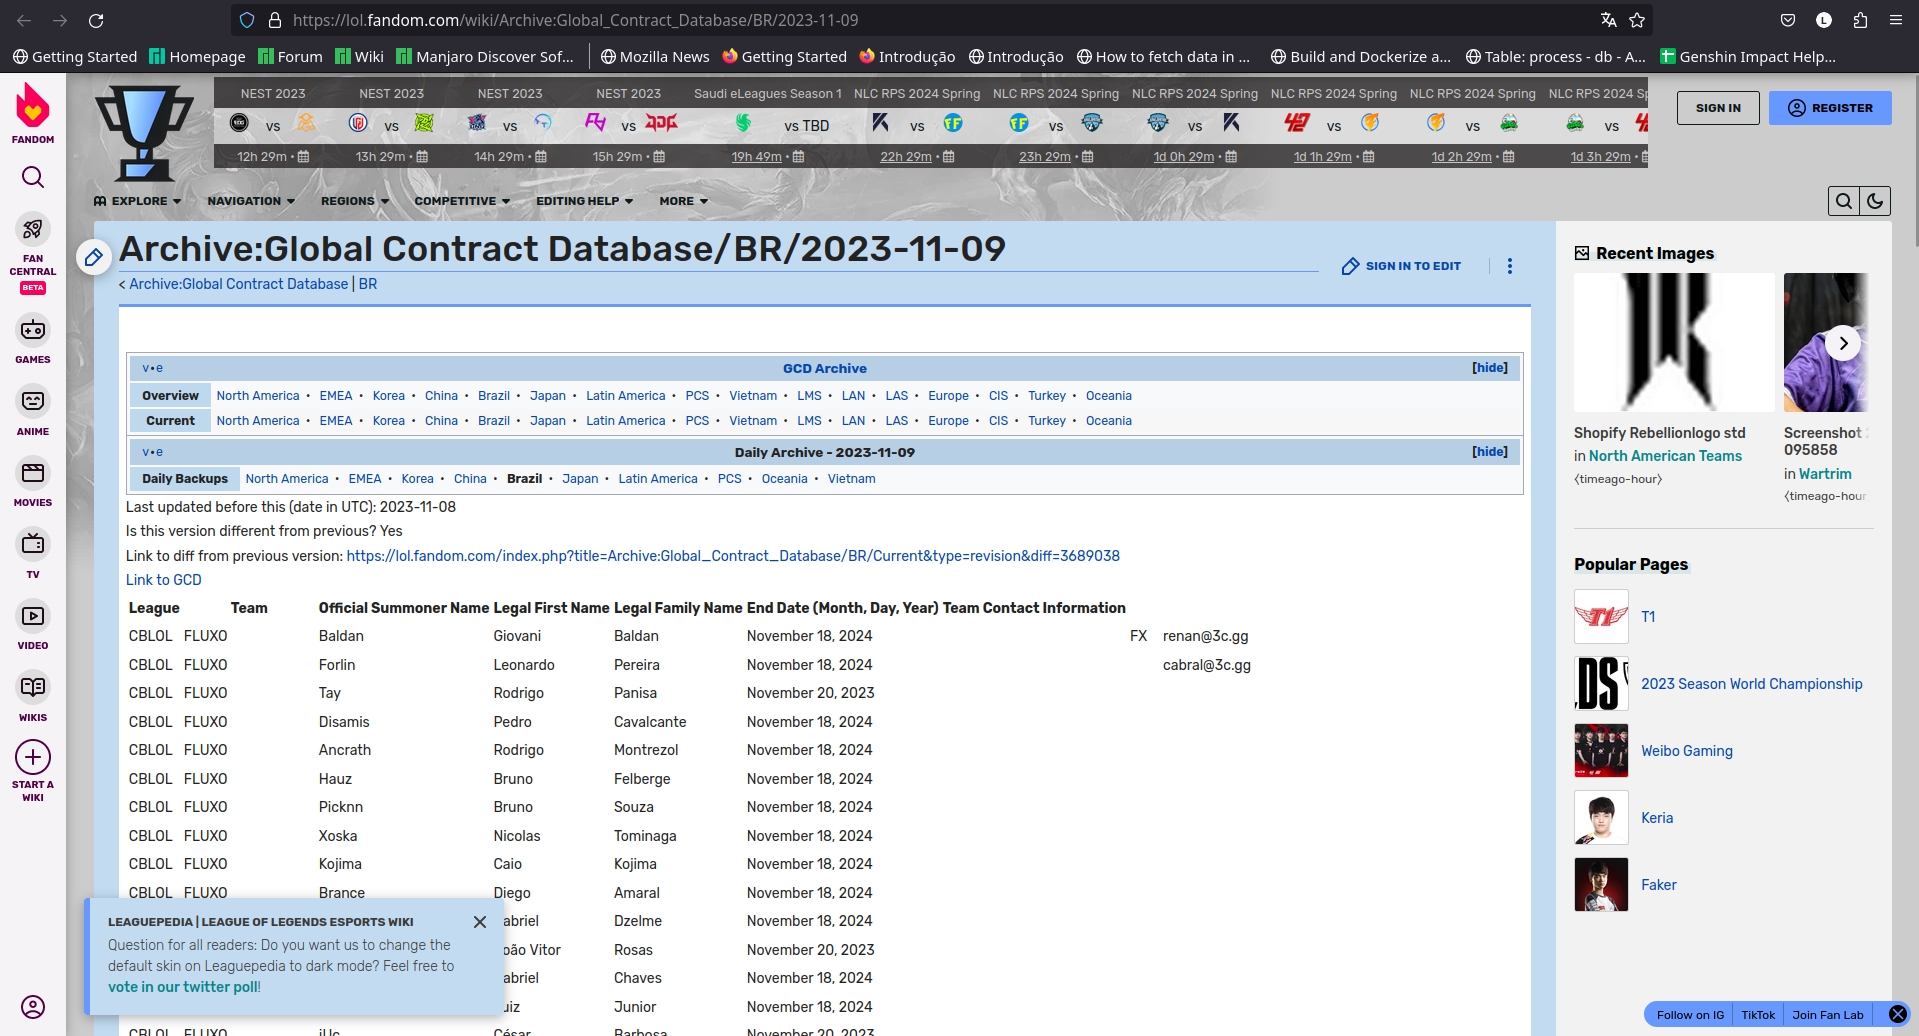 https://lol.fandom.com/wiki/Archive:Global_Contract_Database/BR/2023-11-09
Getting Started Homepage Forum Wiki Manjaro Discover Sof... Mozilla News Getting Started Introdução Introdução How to fetch data in ... Build and Dockerize a... Table: process - db - A... Genshin Impact Help...
NEST 2023 NEST 2023 NEST 2023 NEST 2023 Saudi eLeagues Season 1 NLC RPS 2024 Spring NLC RPS 2024 Spring NLC RPS 2024 Spring NLC RPS 2024 Spring NLC RPS 2024 Spring NLC RPS 2024 Sp
vs vs vs vs vs TBD vs vs vs vs vs vs
12h 29m • 13h 29m • 14h 29m • 15h 29m • 19h 49m • 22h 29m • 23h 29m • 1d 0h 29m • 1d 1h 29m • 1d 2h 29m • 1d 3h 29m •
SIGN IN REGISTER
EXPLORE NAVIGATION REGIONS COMPETITIVE EDITING HELP MORE
FANDOM
FAN CENTRAL
BETA
GAMES
ANIME
MOVIES
TV
VIDEO
WIKIS
START A WIKI
Archive:Global Contract Database/BR/2023-11-09
SIGN IN TO EDIT
< Archive:Global Contract Database | BR
v•e GCD Archive [hide]
Overview North America • EMEA • Korea • China • Brazil • Japan • Latin America • PCS • Vietnam • LMS • LAN • LAS • Europe • CIS • Turkey • Oceania
Current North America • EMEA • Korea • China • Brazil • Japan • Latin America • PCS • Vietnam • LMS • LAN • LAS • Europe • CIS • Turkey • Oceania
v•e Daily Archive - 2023-11-09 [hide]
Daily Backups North America • EMEA • Korea • China • Brazil • Japan • Latin America • PCS • Oceania • Vietnam
Last updated before this (date in UTC): 2023-11-08
Is this version different from previous? Yes
Link to diff from previous version: https://lol.fandom.com/index.php?title=Archive:Global_Contract_Database/BR/Current&type=revision&diff=3689038
Link to GCD
League Team Official Summoner Name Legal First Name Legal Family Name End Date (Month, Day, Year) Team Contact Information
CBLOL FLUXO Baldan Giovani Baldan November 18, 2024 FX renan@3c.gg
CBLOL FLUXO Forlin Leonardo Pereira November 18, 2024 cabral@3c.gg
CBLOL FLUXO Tay Rodrigo Panisa November 20, 2023
CBLOL FLUXO Disamis Pedro Cavalcante November 18, 2024
CBLOL FLUXO Ancrath Rodrigo Montrezol November 18, 2024
CBLOL FLUXO Hauz Bruno Felberge November 18, 2024
CBLOL FLUXO Picknn Bruno Souza November 18, 2024
CBLOL FLUXO Xoska Nicolas Tominaga November 18, 2024
CBLOL FLUXO Kojima Caio Kojima November 18, 2024
CBLOL FLUXO Brance Diego Amaral November 18, 2024
abriel Dzelme November 18, 2024
oão Vitor Rosas November 20, 2023
abriel Chaves November 18, 2024
uiz Junior November 18, 2024
CBLOL FLUXO jUc César Barbosa November 20, 2023
LEAGUEPEDIA | LEAGUE OF LEGENDS ESPORTS WIKI
Question for all readers: Do you want us to change the
default skin on Leaguepedia to dark mode? Feel free to
vote in our twitter poll!
Recent Images
Shopify Rebellionlogo std
in North American Teams
⟨timeago-hour⟩
Screenshot
095858
in Wartrim
⟨timeago-hour
Popular Pages
T1
2023 Season World Championship
Weibo Gaming
Keria
Faker
Follow on IG TikTok Join Fan Lab